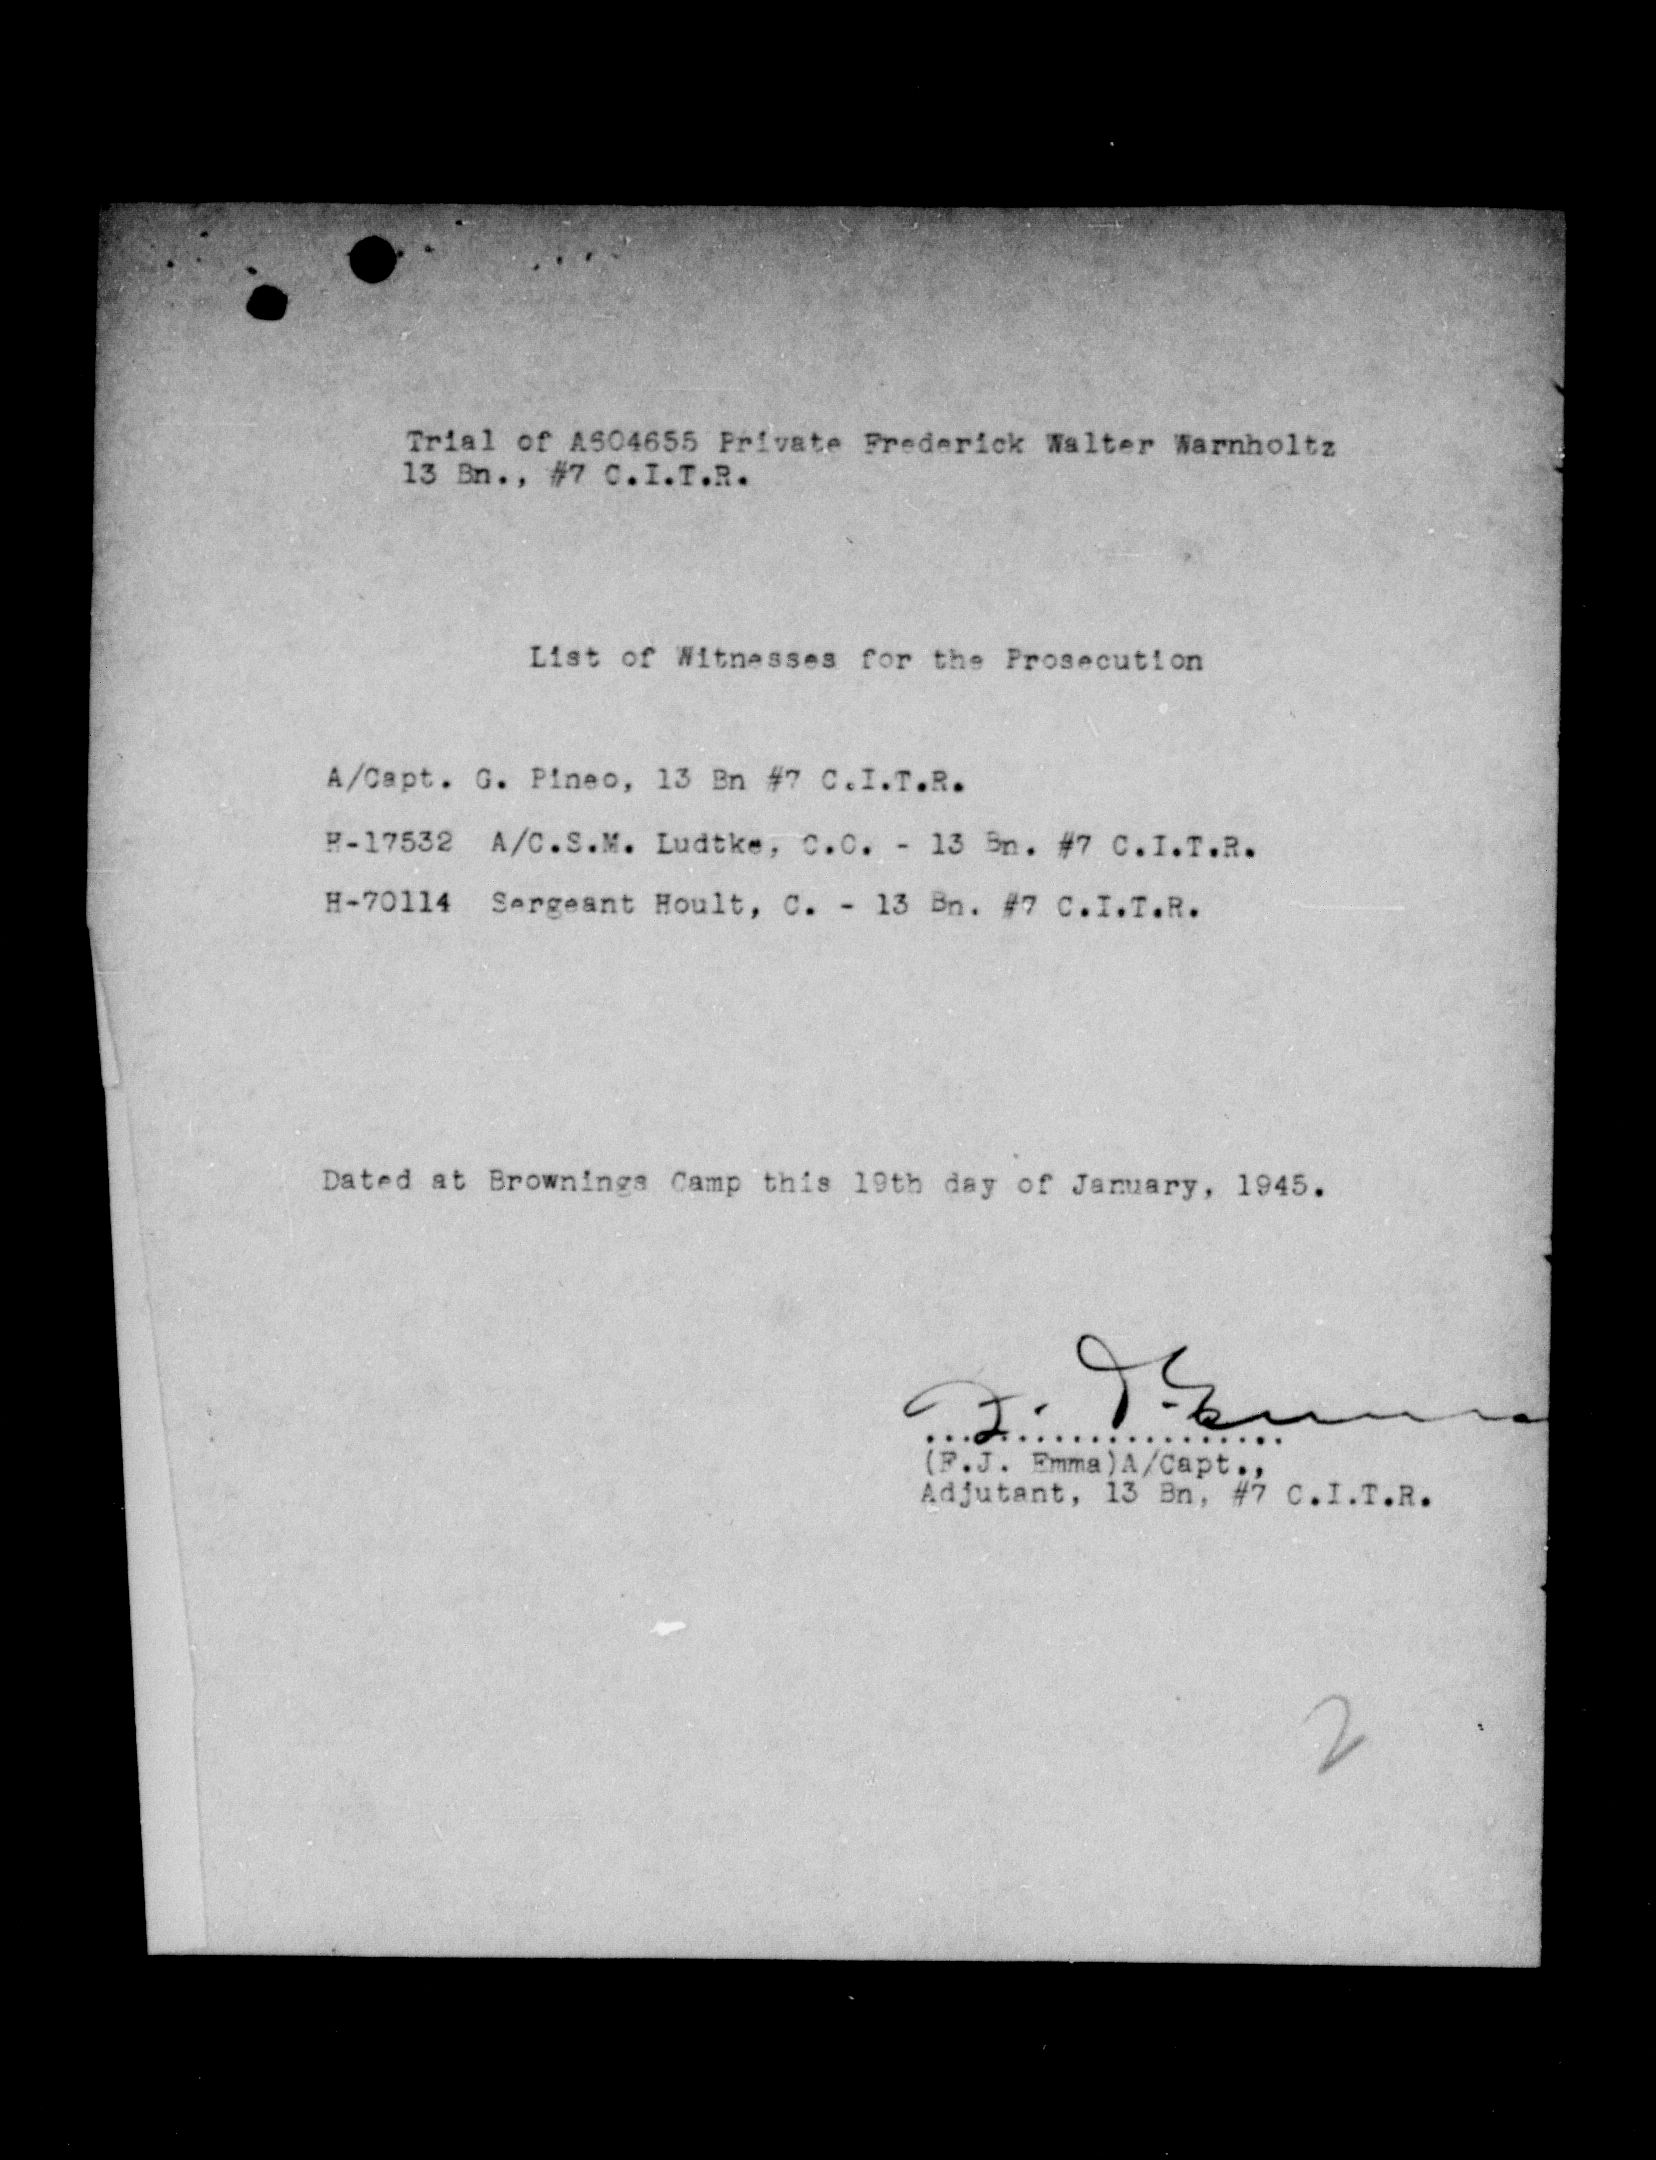 Trial of A604655 Private Frederick Walter Warnholtz
13 Bn., #7 C.I.T.R.
List of Witnesses for the Prosecution
A/Capt. G. Pineo, 13 Bn #7 C.I.T.R.
H-17532 A/C.S.M. Ludtke, C.C. - 13 Bn. #7 C.I.T.R.
H-70114 Sergeant Hoult, C. - 13 Bn. #7 C.I.T.R.
Dated at Brownings Camp this 19th day of January, 1945.
F. J. Emma
(F.J. Emma)A/Capt.,
Adjutant, 13 Bn, #7 C.I.T.R.
2